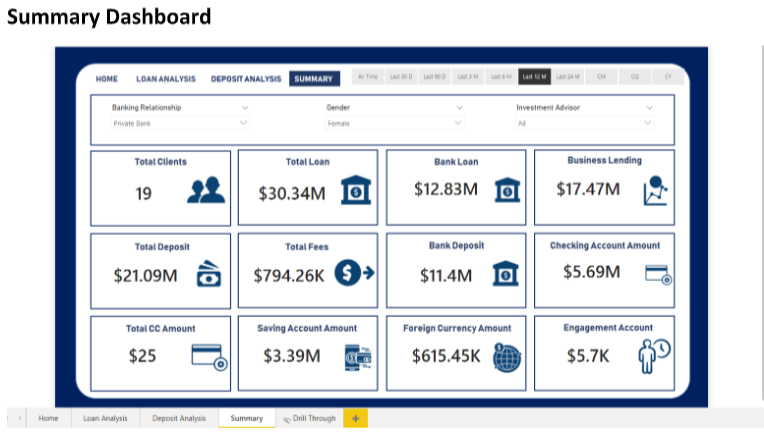 Summary Dashboard
HOME LOAN ANALYSIS DEPOSIT ANALYSIS SUMMARY All Time Last 30 D Last 90 D Last 3 M Last 6 M Last 12 M Last 24 M CM CQ CY
Banking Relationship Gender Investment Advisor
Private Bank Female All
Total Clients Total Loan Bank Loan Business Lending
19 $30.34M $12.83M $17.47M
Total Deposit Total Fees Bank Deposit Checking Account Amount
$21.09M $794.26K $11.4M $5.69M
Total CC Amount Saving Account Amount Foreign Currency Amount Engagement Account
$25 $3.39M $615.45K $5.7K
Home Loan Analysis Deposit Analysis Summary Drill Through +